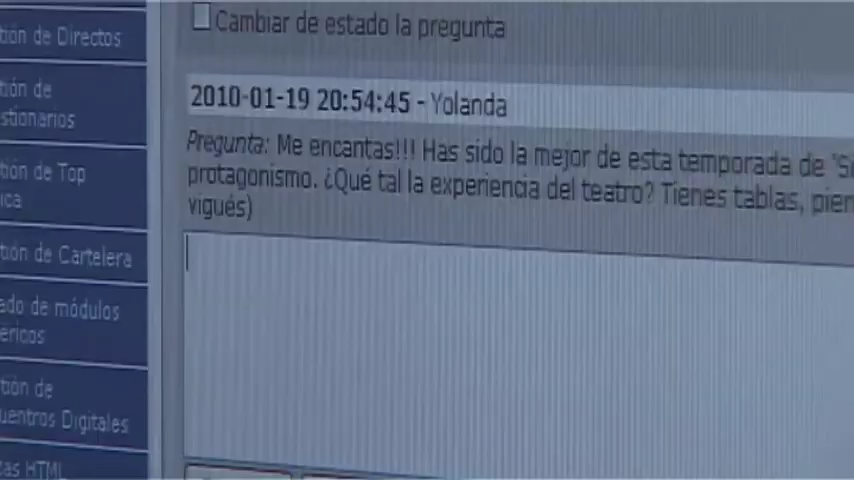 Cambiar de estado la pregunta
2010-01-19 20:54:45 - Yolanda
Pregunta: Me encantas!!! Has sido la mejor de esta temporada de
protagonismo. ¿Qué tal la experiencia del teatro? Tienes tablas,
vigués)
tión de Directos
tión de
stionarios
tión de Top
ica
tión de Cartelera
ado de módulos
éricos
tión de
uentros Digitales
tas HTML